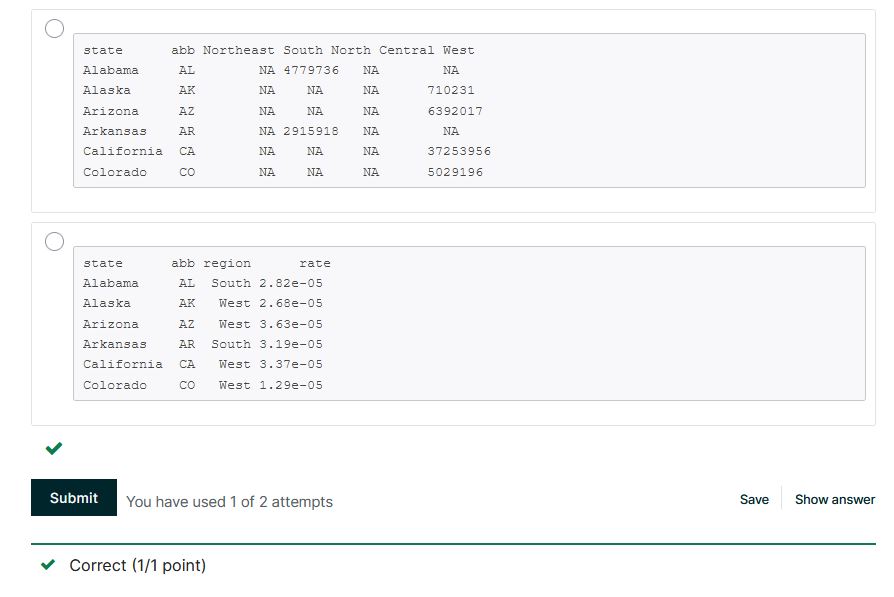 state abb Northeast South North Central West
Alabama AL NA 4779736 NA NA
Alaska AK NA NA NA 710231
Arizona AZ NA NA NA 6392017
Arkansas AR NA 2915918 NA NA
California CA NA NA NA 37253956
Colorado CO NA NA NA 5029196
state abb region rate
Alabama AL South 2.82e-05
Alaska AK West 2.68e-05
Arizona AZ West 3.63e-05
Arkansas AR South 3.19e-05
California CA West 3.37e-05
Colorado CO West 1.29e-05
Submit You have used 1 of 2 attempts Save Show answer
Correct (1/1 point)